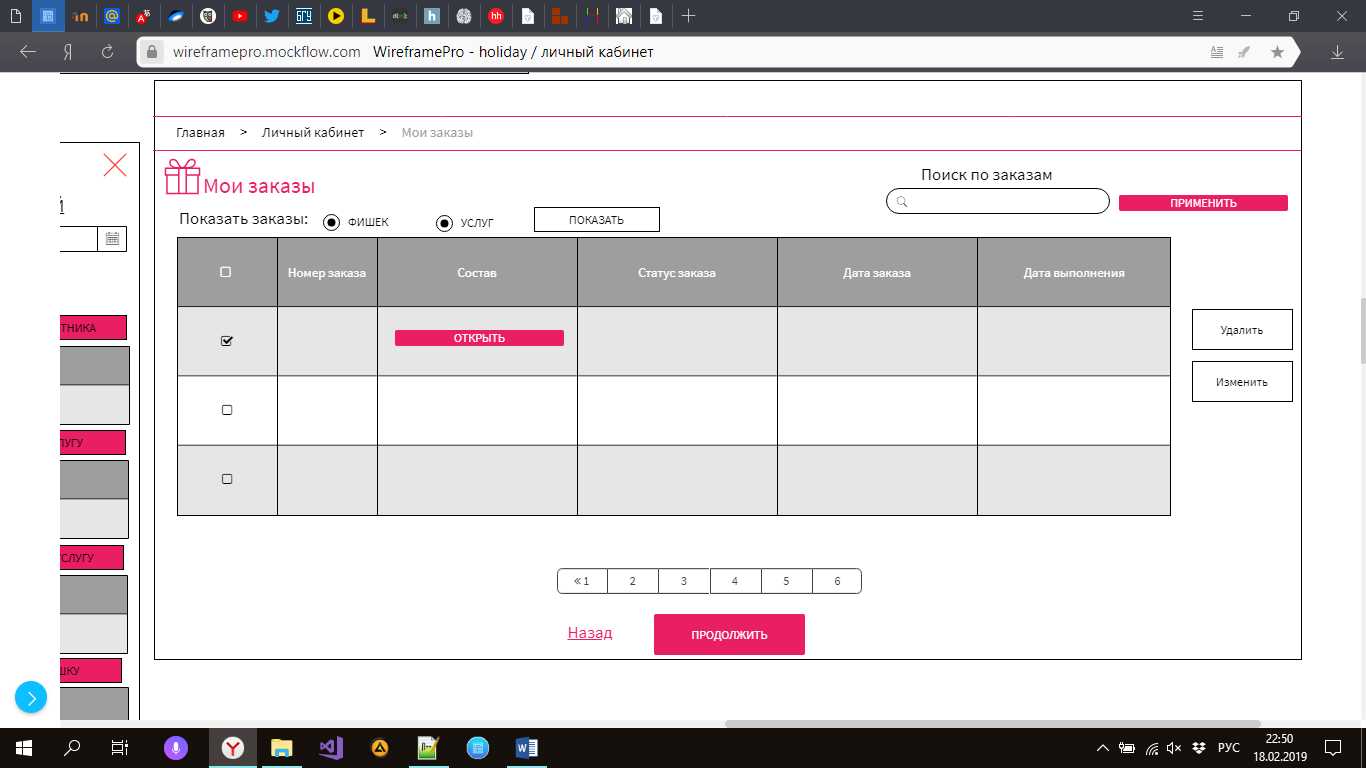 wireframepro.mockflow.com WireframePro - holiday / личный кабинет
Главная > Личный кабинет > Мои заказы
Мои заказы
Поиск по заказам
ПРИМЕНИТЬ
Показать заказы: ФИШЕК УСЛУГ ПОКАЗАТЬ
Номер заказа Состав Статус заказа Дата заказа Дата выполнения
ОТКРЫТЬ
Удалить
Изменить
ТНИКА
ЛУГУ
УСЛУГУ
ШКУ
« 1 2 3 4 5 6
Назад ПРОДОЛЖИТЬ
РУС
22:50
18.02.2019